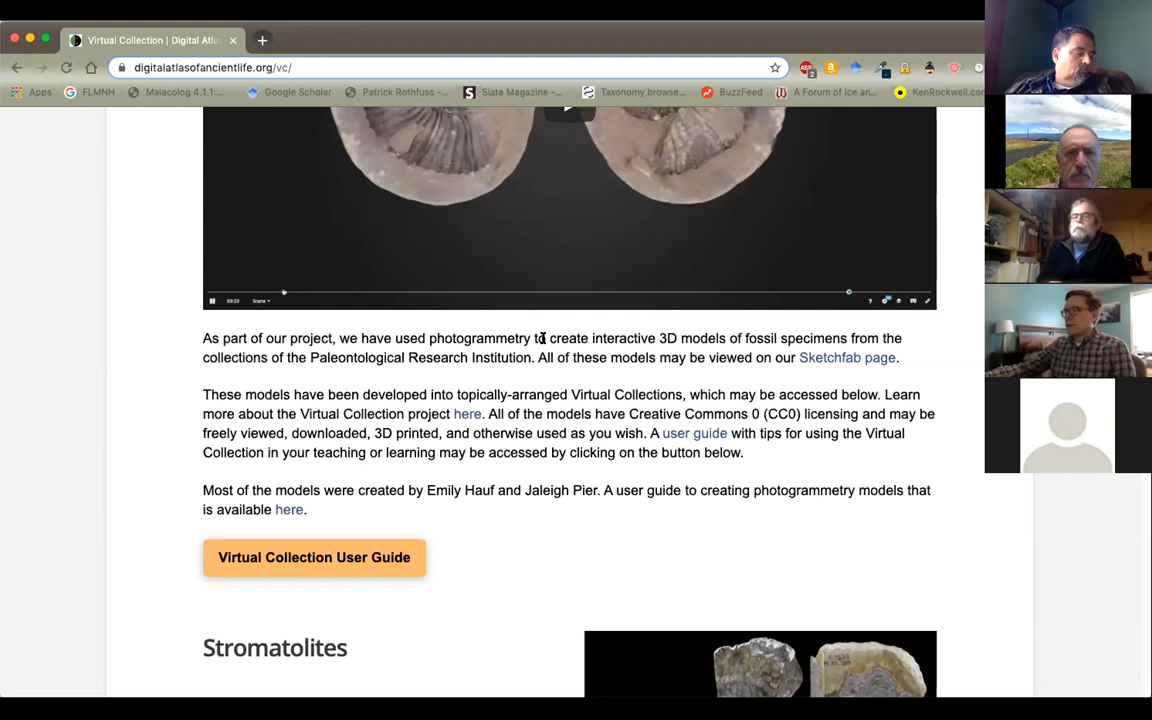 Virtual Collection | Digital Atla
digitalatlasofancientlife.org/vc/
Apps FLMNH Malacolog 4.1.1:... Google Scholar Patrick Rothfuss -... Slate Magazine -... Taxonomy browse... BuzzFeed A Forum of Ice an... KenRockwell.com
Scene
As part of our project, we have used photogrammetry to create interactive 3D models of fossil specimens from the
collections of the Paleontological Research Institution. All of these models may be viewed on our Sketchfab page.
These models have been developed into topically-arranged Virtual Collections, which may be accessed below. Learn
more about the Virtual Collection project here. All of the models have Creative Commons 0 (CC0) licensing and may be
freely viewed, downloaded, 3D printed, and otherwise used as you wish. A user guide with tips for using the Virtual
Collection in your teaching or learning may be accessed by clicking on the button below.
Most of the models were created by Emily Hauf and Jaleigh Pier. A user guide to creating photogrammetry models that
is available here.
Virtual Collection User Guide
Stromatolites